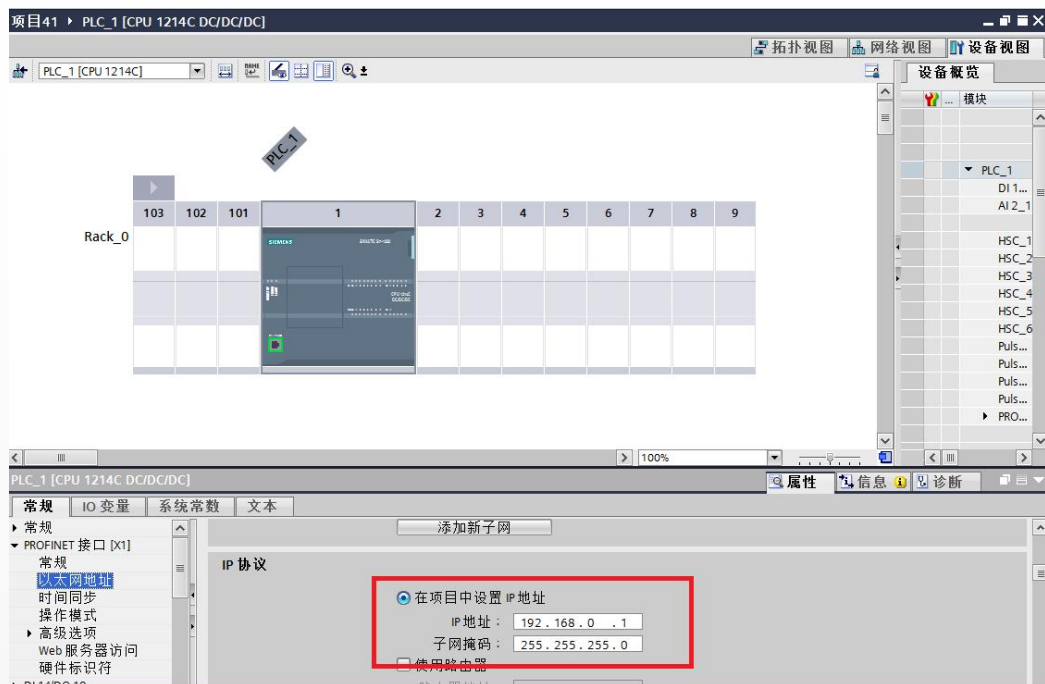 项目41 ▸ PLC_1 [CPU 1214C DC/DC/DC]
拓扑视图 网络视图 设备视图
PLC_1 [CPU 1214C]
设备概览
... 模块
PLC_1
103 102 101 1 2 3 4 5 6 7 8 9
Rack_0
SIEMENS
PLC_1
DI 1...
AI 2_1
HSC_1
HSC_2
HSC_3
HSC_4
HSC_5
HSC_6
Puls...
Puls...
Puls...
Puls...
PRO...
100%
PLC_1 [CPU 1214C DC/DC/DC]
属性 信息 诊断
常规 IO 变量 系统常数 文本
常规
PROFINET 接口 [X1]
常规
以太网地址
时间同步
操作模式
高级选项
Web 服务器访问
硬件标识符
添加新子网
IP 协议
在项目中设置 IP 地址
IP 地址： 192 . 168 . 0 . 1
子网掩码： 255 . 255 . 255 . 0
使用路由器